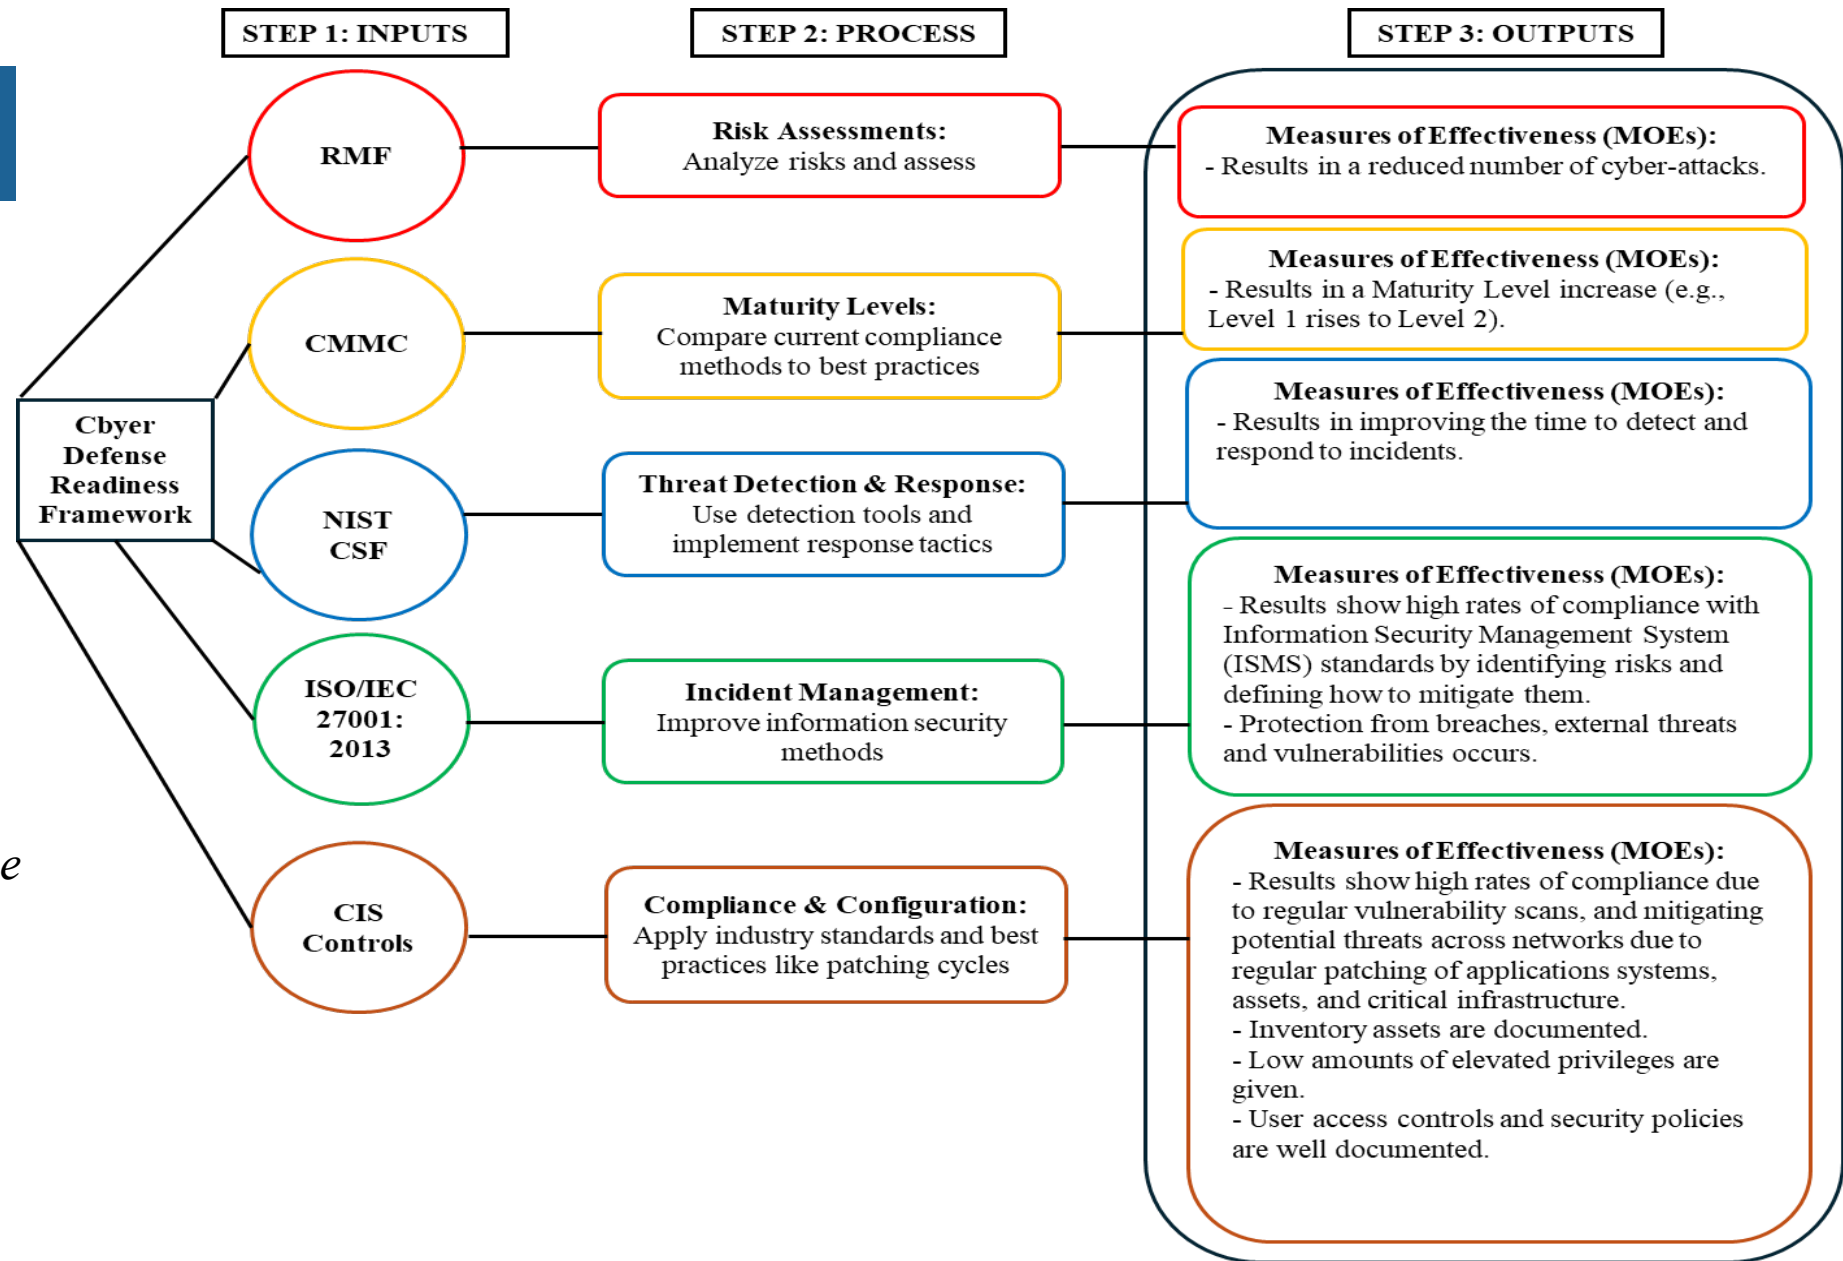 STEP 1: INPUTS
STEP 2: PROCESS
STEP 3: OUTPUTS
Cbyer
Defense
Readiness
Framework
RMF
Risk Assessments:
Analyze risks and assess
Measures of Effectiveness (MOEs):
- Results in a reduced number of cyber-attacks.
CMMC
Maturity Levels:
Compare current compliance
methods to best practices
Measures of Effectiveness (MOEs):
- Results in a Maturity Level increase (e.g.,
Level 1 rises to Level 2).
NIST
CSF
Threat Detection & Response:
Use detection tools and
implement response tactics
Measures of Effectiveness (MOEs):
- Results in improving the time to detect and
respond to incidents.
ISO/IEC
27001:
2013
Incident Management:
Improve information security
methods
Measures of Effectiveness (MOEs):
- Results show high rates of compliance with
Information Security Management System
(ISMS) standards by identifying risks and
defining how to mitigate them.
- Protection from breaches, external threats
and vulnerabilities occurs.
e
CIS
Controls
Compliance & Configuration:
Apply industry standards and best
practices like patching cycles
Measures of Effectiveness (MOEs):
- Results show high rates of compliance due
to regular vulnerability scans, and mitigating
potential threats across networks due to
regular patching of applications systems,
assets, and critical infrastructure.
- Inventory assets are documented.
- Low amounts of elevated privileges are
given.
- User access controls and security policies
are well documented.